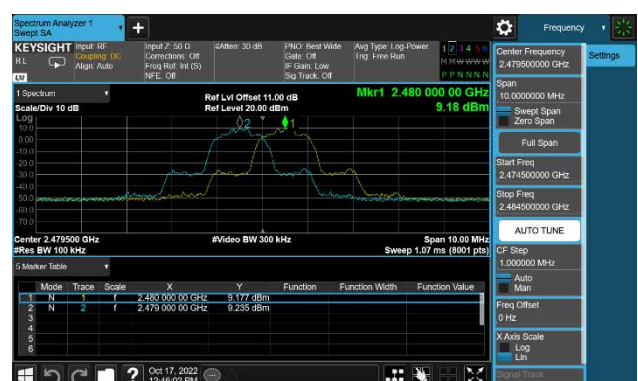 Spectrum Analyzer 1
Swept SA
+
Frequency
KEYSIGHT
Input: RF
Input Z: 50 Ω
#Atten: 30 dB
PNO: Best Wide
Avg Type: Log-Power
1 2 3 4 5 6
Center Frequency
Settings
RL
Coupling: DC
Corrections: Off
Gate: Off
Trig: Free Run
2.479500000 GHz
Align: Auto
Freq Ref: Int (S)
IF Gain: Low
NFE: Off
Sig Track: Off
P P N N N N
Span
10.0000000 MHz
1 Spectrum
Ref Lvl Offset 11.00 dB
Mkr1 2.480 000 00 GHz
Scale/Div 10 dB
Ref Level 20.00 dBm
9.18 dBm
Swept Span
Zero Span
Log
10.0
0.00
-10.0
-20.0
-30.0
-40.0
-50.0
-60.0
-70.0
2
1
Full Span
Start Freq
2.474500000 GHz
Stop Freq
2.484500000 GHz
AUTO TUNE
Center 2.479500 GHz
#Video BW 300 kHz
Span 10.00 MHz
#Res BW 100 kHz
Sweep 1.07 ms (8001 pts)
CF Step
1.000000 MHz
5 Marker Table
Auto
Man
Mode Trace Scale X Y Function Function Width Function Value
1 N 1 f 2.480 000 00 GHz 9.177 dBm
2 N 2 f 2.479 000 00 GHz 9.235 dBm
3
4
5
6
Freq Offset
0 Hz
X Axis Scale
Log
Lin
Signal Track
?
Oct 17, 2022
12:46:02 PM